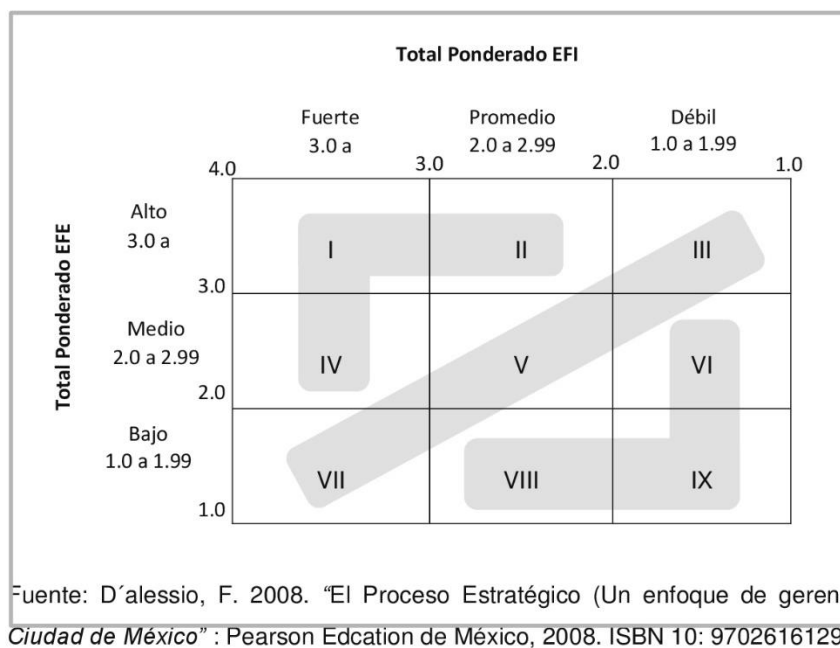 Total Ponderado EFI
Fuerte Promedio Débil
3.0 a 2.0 a 2.99 1.0 a 1.99
4.0 3.0 2.0 1.0
Total Ponderado EFE
Alto
3.0 a
I II III
3.0
Medio
2.0 a 2.99
IV V VI
2.0
Bajo
1.0 a 1.99
VII VIII IX
1.0
Fuente: D´alessio, F. 2008. “El Proceso Estratégico (Un enfoque de geren
Ciudad de México” : Pearson Edcation de México, 2008. ISBN 10: 9702616129